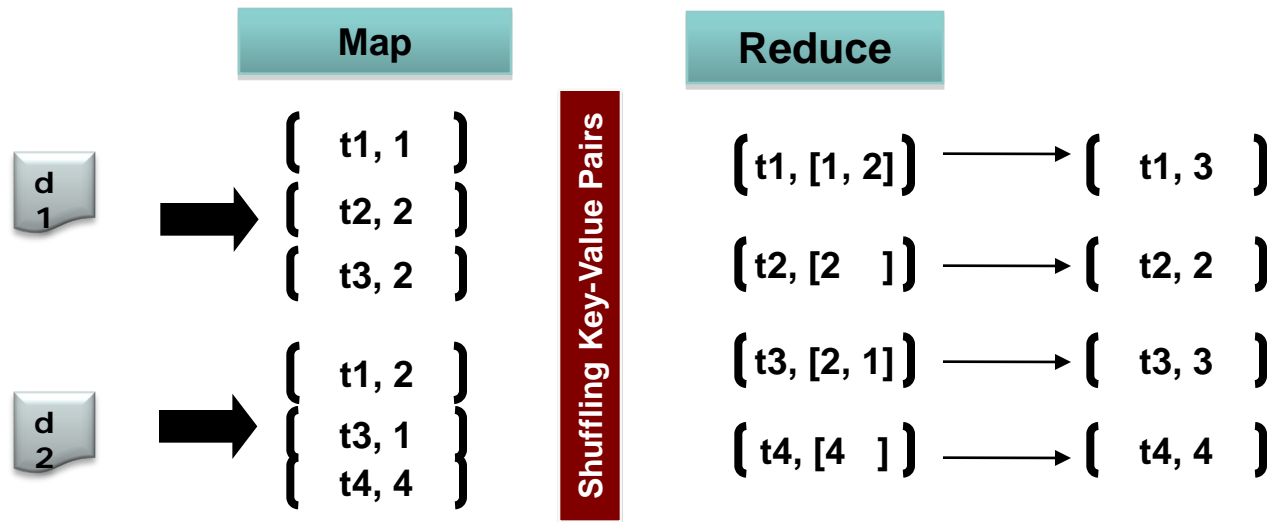 Map
Reduce
d
1
t1, 1
t2, 2
t3, 2
d
2
t1, 2
t3, 1
t4, 4
Shuffling Key-Value Pairs
t1, [1, 2]
t1, 3
t2, [2 ]
t2, 2
t3, [2, 1]
t3, 3
t4, [4 ]
t4, 4